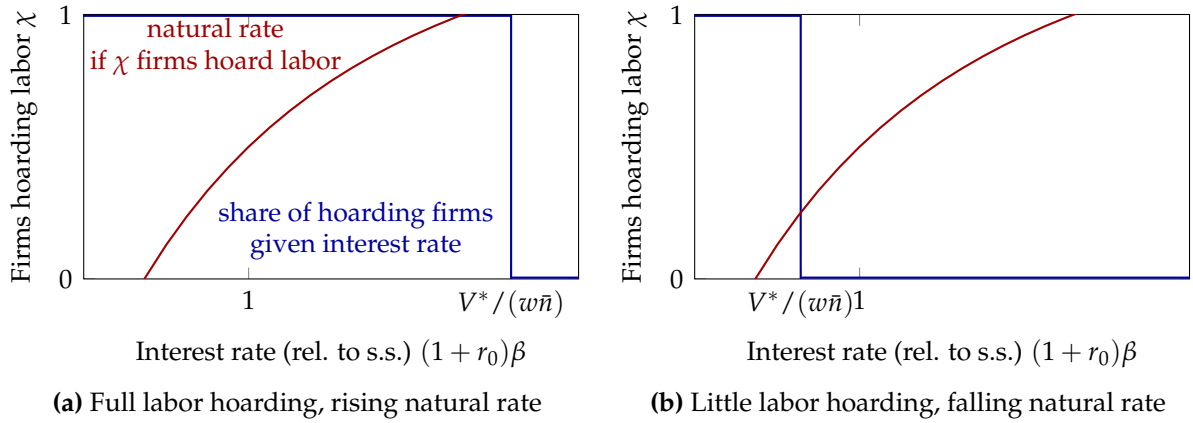 1
natural rate
if χ firms hoard labor
share of hoarding firms
given interest rate
Firms hoarding labor χ
0
1
V*/(wn̄)
Interest rate (rel. to s.s.) (1 + r₀)β
(a) Full labor hoarding, rising natural rate
1
Firms hoarding labor χ
0
V*/(wn̄)
1
Interest rate (rel. to s.s.) (1 + r₀)β
(b) Little labor hoarding, falling natural rate